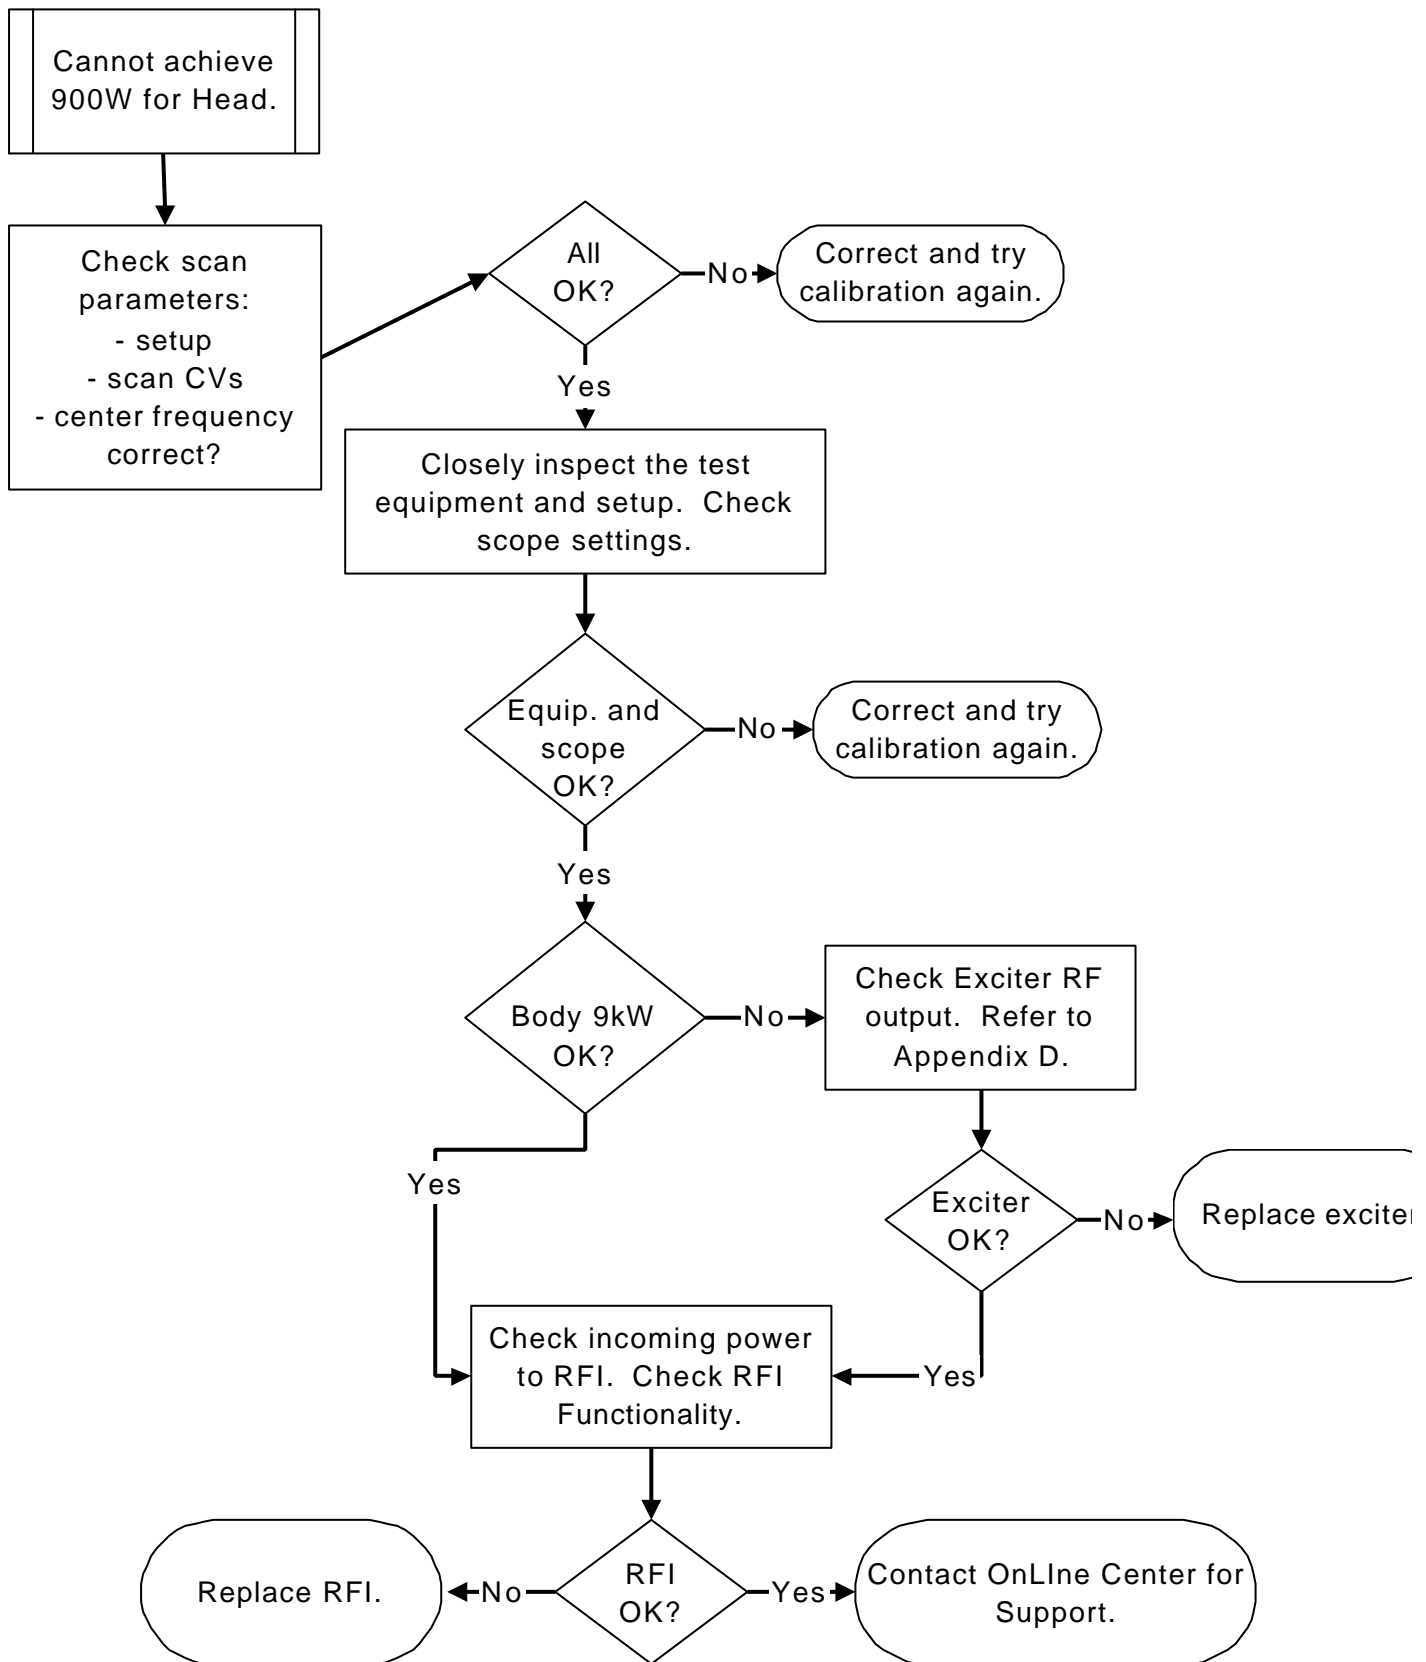 Cannot achieve
900W for Head.
Check scan
parameters:
- setup
- scan CVs
- center frequency
correct?
All
OK?
No
Correct and try
calibration again.
Yes
Closely inspect the test
equipment and setup. Check
scope settings.
Equip. and
scope
OK?
No
Correct and try
calibration again.
Yes
Body 9kW
OK?
No
Check Exciter RF
output. Refer to
Appendix D.
Yes
Exciter
OK?
No
Replace exciter
Check incoming power
to RFI. Check RFI
Functionality.
Yes
Replace RFI.
No
RFI
OK?
Yes
Contact OnLIne Center for
Support.